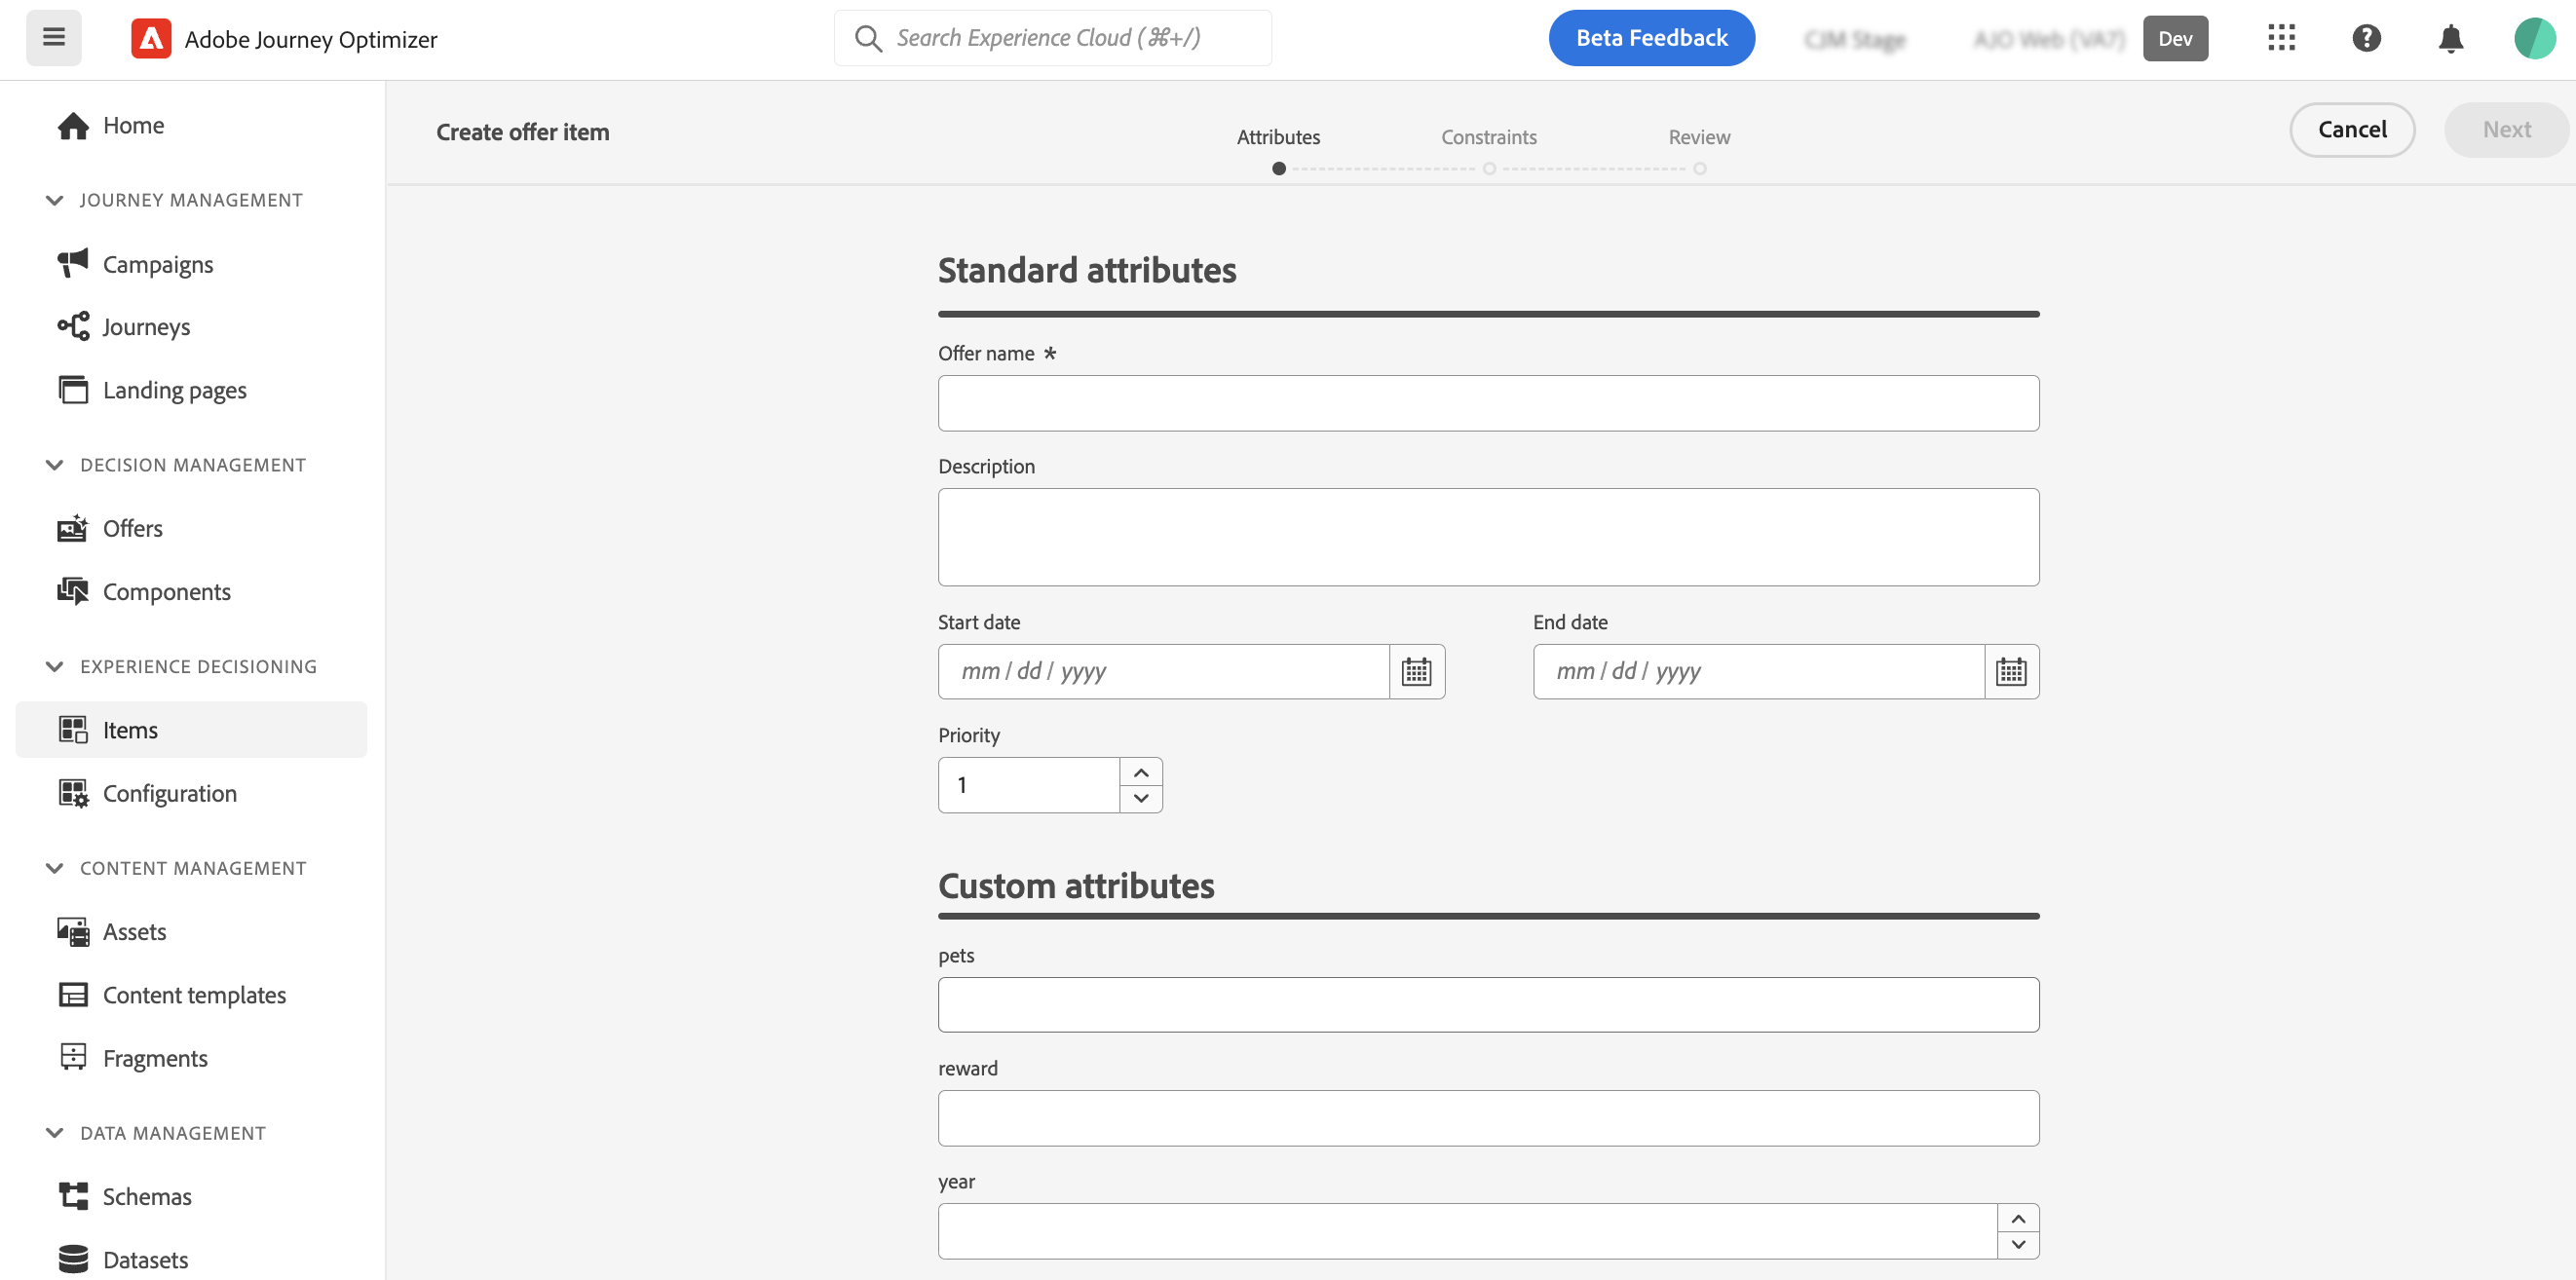 Adobe Journey Optimizer
Search Experience Cloud (⌘+/)
Beta Feedback
Dev
Home
JOURNEY MANAGEMENT
Campaigns
Journeys
Landing pages
DECISION MANAGEMENT
Offers
Components
EXPERIENCE DECISIONING
Items
Configuration
CONTENT MANAGEMENT
Assets
Content templates
Fragments
DATA MANAGEMENT
Schemas
Datasets
Create offer item
Attributes
Constraints
Review
Cancel
Next
Standard attributes
Offer name *
Description
Start date
End date
mm / dd / yyyy
mm / dd / yyyy
Priority
1
Custom attributes
pets
reward
year